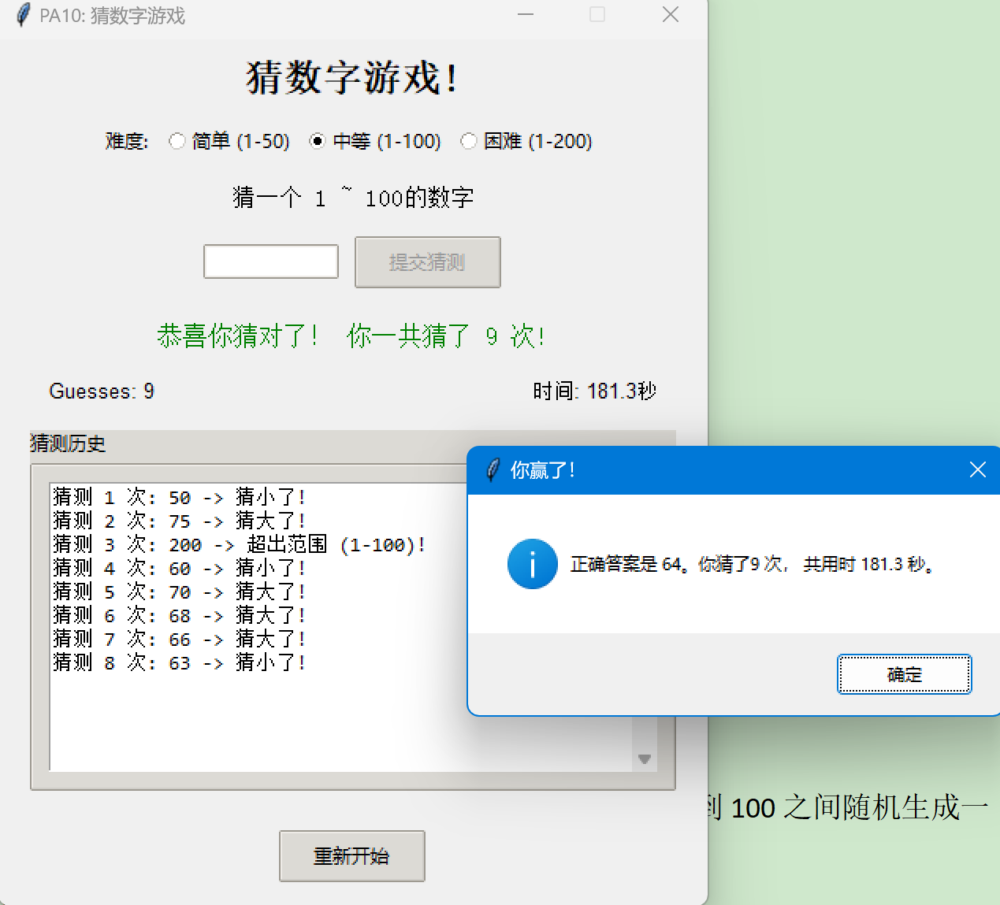 PA10: 猜数字游戏
猜数字游戏!
难度: 简单 (1-50) 中等 (1-100) 困难 (1-200)
猜一个 1 ~ 100的数字
提交猜测
恭喜你猜对了! 你一共猜了 9 次!
Guesses: 9 时间: 181.3秒
猜测历史
猜测 1 次: 50 -> 猜小了!
猜测 2 次: 75 -> 猜大了!
猜测 3 次: 200 -> 超出范围 (1-100)!
猜测 4 次: 60 -> 猜小了!
猜测 5 次: 70 -> 猜大了!
猜测 6 次: 68 -> 猜大了!
猜测 7 次: 66 -> 猜大了!
猜测 8 次: 63 -> 猜小了!
你赢了!
正确答案是 64。你猜了9 次， 共用时 181.3 秒。
确定
到 100 之间随机生成一
重新开始